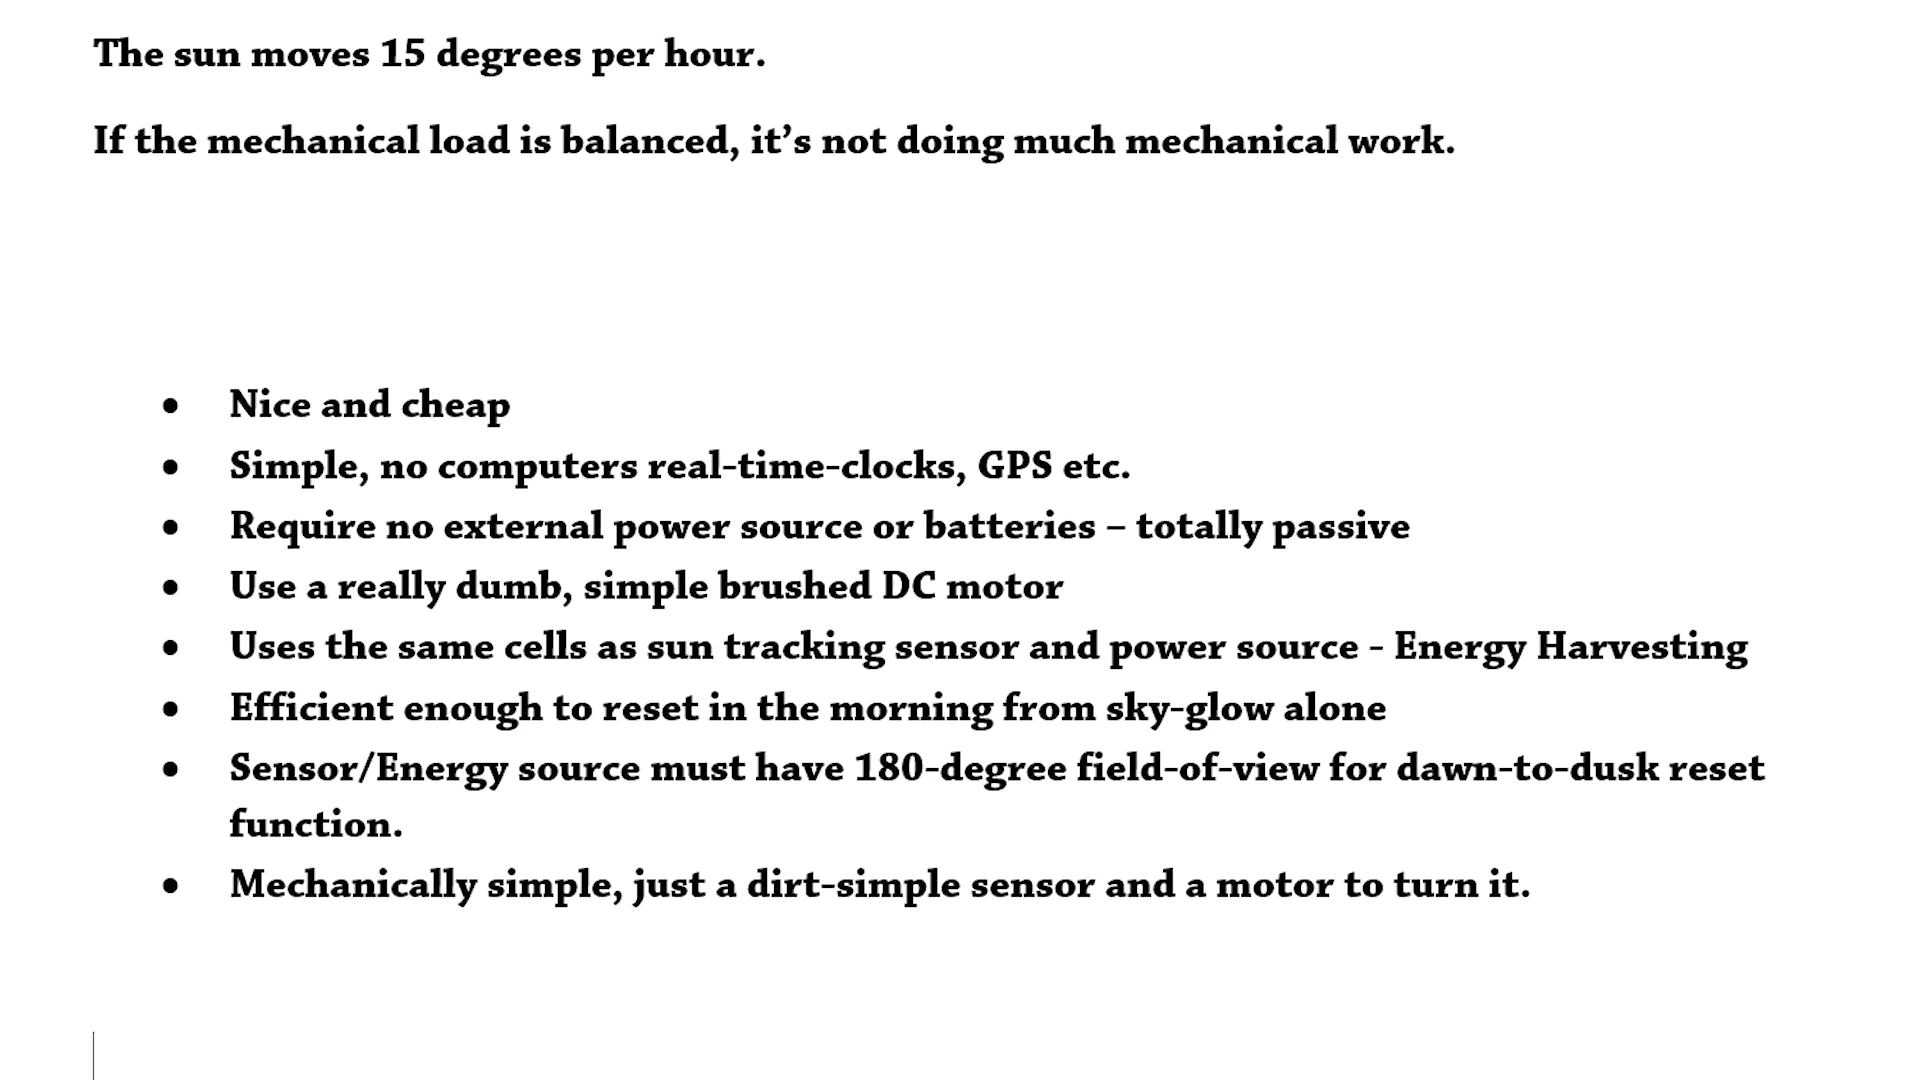 The sun moves 15 degrees per hour.
If the mechanical load is balanced, it’s not doing much mechanical work.
• Nice and cheap
• Simple, no computers real-time-clocks, GPS etc.
• Require no external power source or batteries – totally passive
• Use a really dumb, simple brushed DC motor
• Uses the same cells as sun tracking sensor and power source - Energy Harvesting
• Efficient enough to reset in the morning from sky-glow alone
• Sensor/Energy source must have 180-degree field-of-view for dawn-to-dusk reset
function.
• Mechanically simple, just a dirt-simple sensor and a motor to turn it.